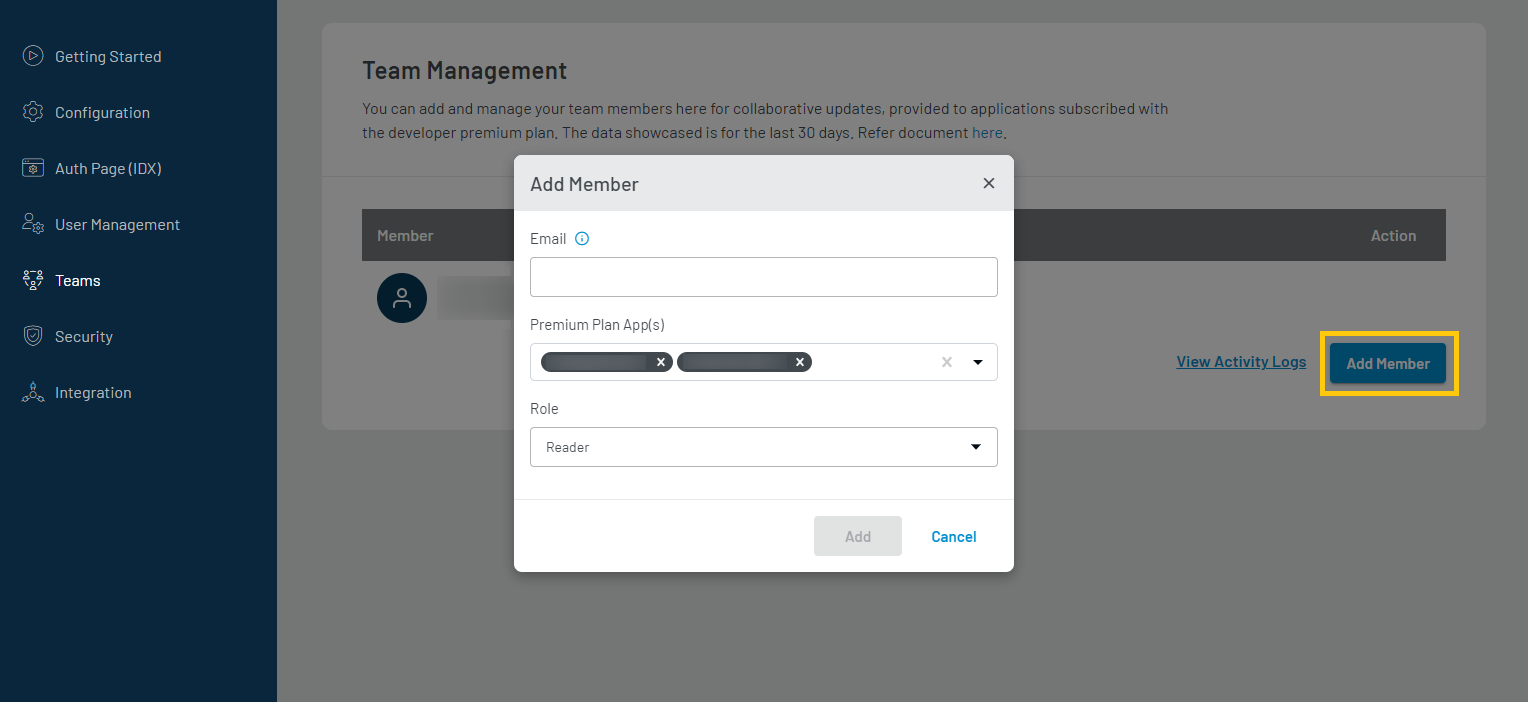 Getting Started
Configuration
Auth Page (IDX)
User Management
Teams
Security
Integration
Team Management
You can add and manage your team members here for collaborative updates, provided to applications subscribed with
the developer premium plan. The data showcased is for the last 30 days. Refer document here.
Member
Action
View Activity Logs
Add Member
Add Member
Email
Premium Plan App(s)
Role
Reader
Add
Cancel